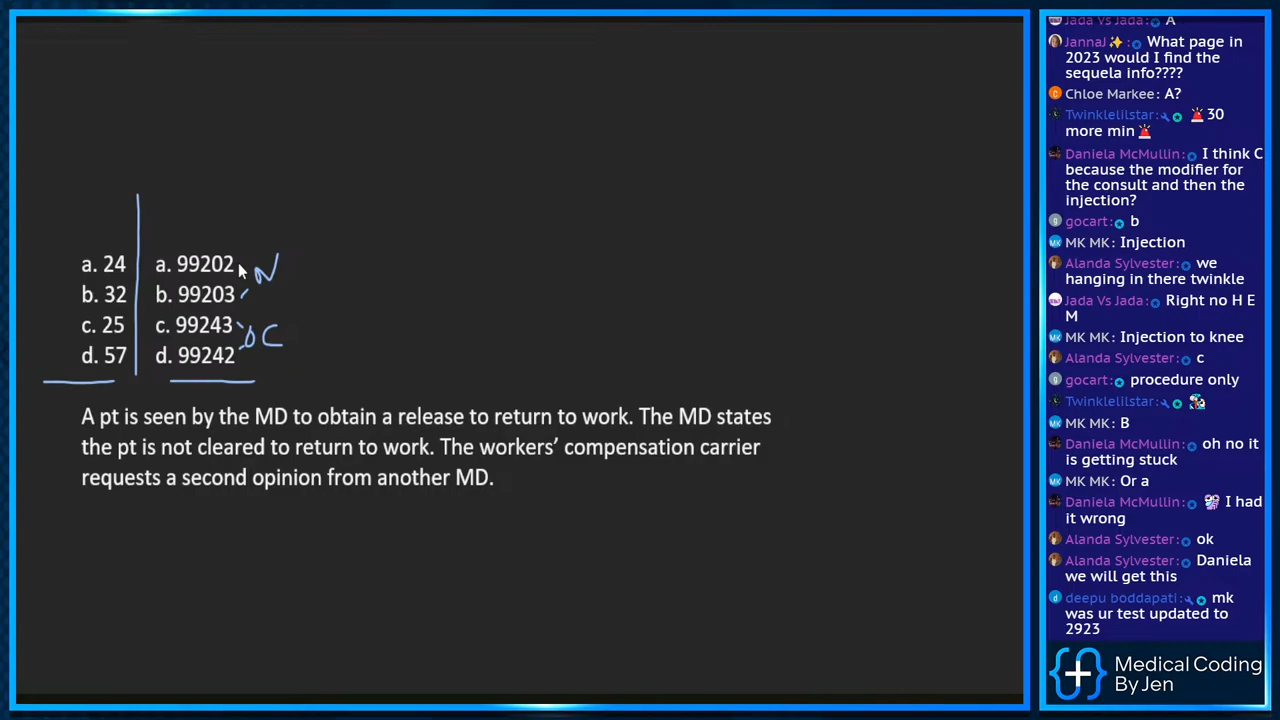 a. 24
b. 32
c. 25
d. 57
a. 99202
b. 99203
c. 99243
d. 99242
N
OC
A pt is seen by the MD to obtain a release to return to work. The MD states
the pt is not cleared to return to work. The workers’ compensation carrier
requests a second opinion from another MD.
Jada Vs Jada: A
JannaJ✨: What page in
2023 would I find the
sequela info????
Chloe Markee: A?
Twinklelilstar: 🚨30
more min🚨
Daniela McMullin: I think C
because the modifier for
the consult and then the
injection?
gocart: b
MK MK: Injection
Alanda Sylvester: we
hanging in there twinkle
Jada Vs Jada: Right no H E
M
MK MK: Injection to knee
Alanda Sylvester: c
gocart: procedure only
Twinklelilstar:
MK MK: B
Daniela McMullin: oh no it
is getting stuck
MK MK: Or a
Daniela McMullin: I had
it wrong
Alanda Sylvester: ok
Alanda Sylvester: Daniela
we will get this
deepu boddapati: mk
was ur test updated to
2923
Medical Coding
By Jen